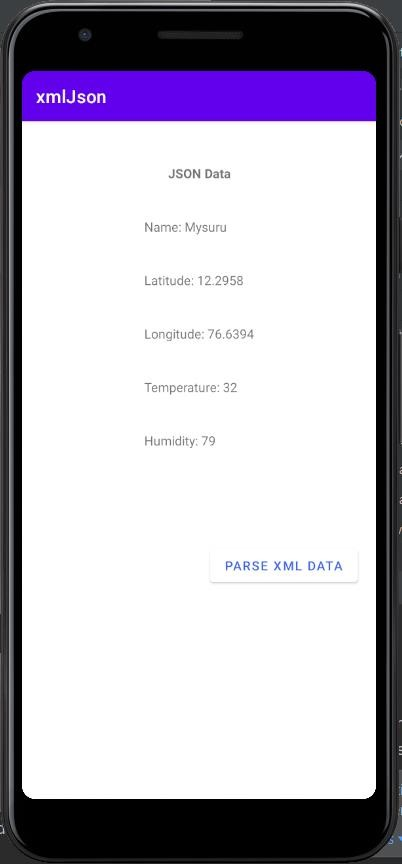 xmlJson
JSON Data
Name: Mysuru
Latitude: 12.2958
Longitude: 76.6394
Temperature: 32
Humidity: 79
PARSE XML DATA